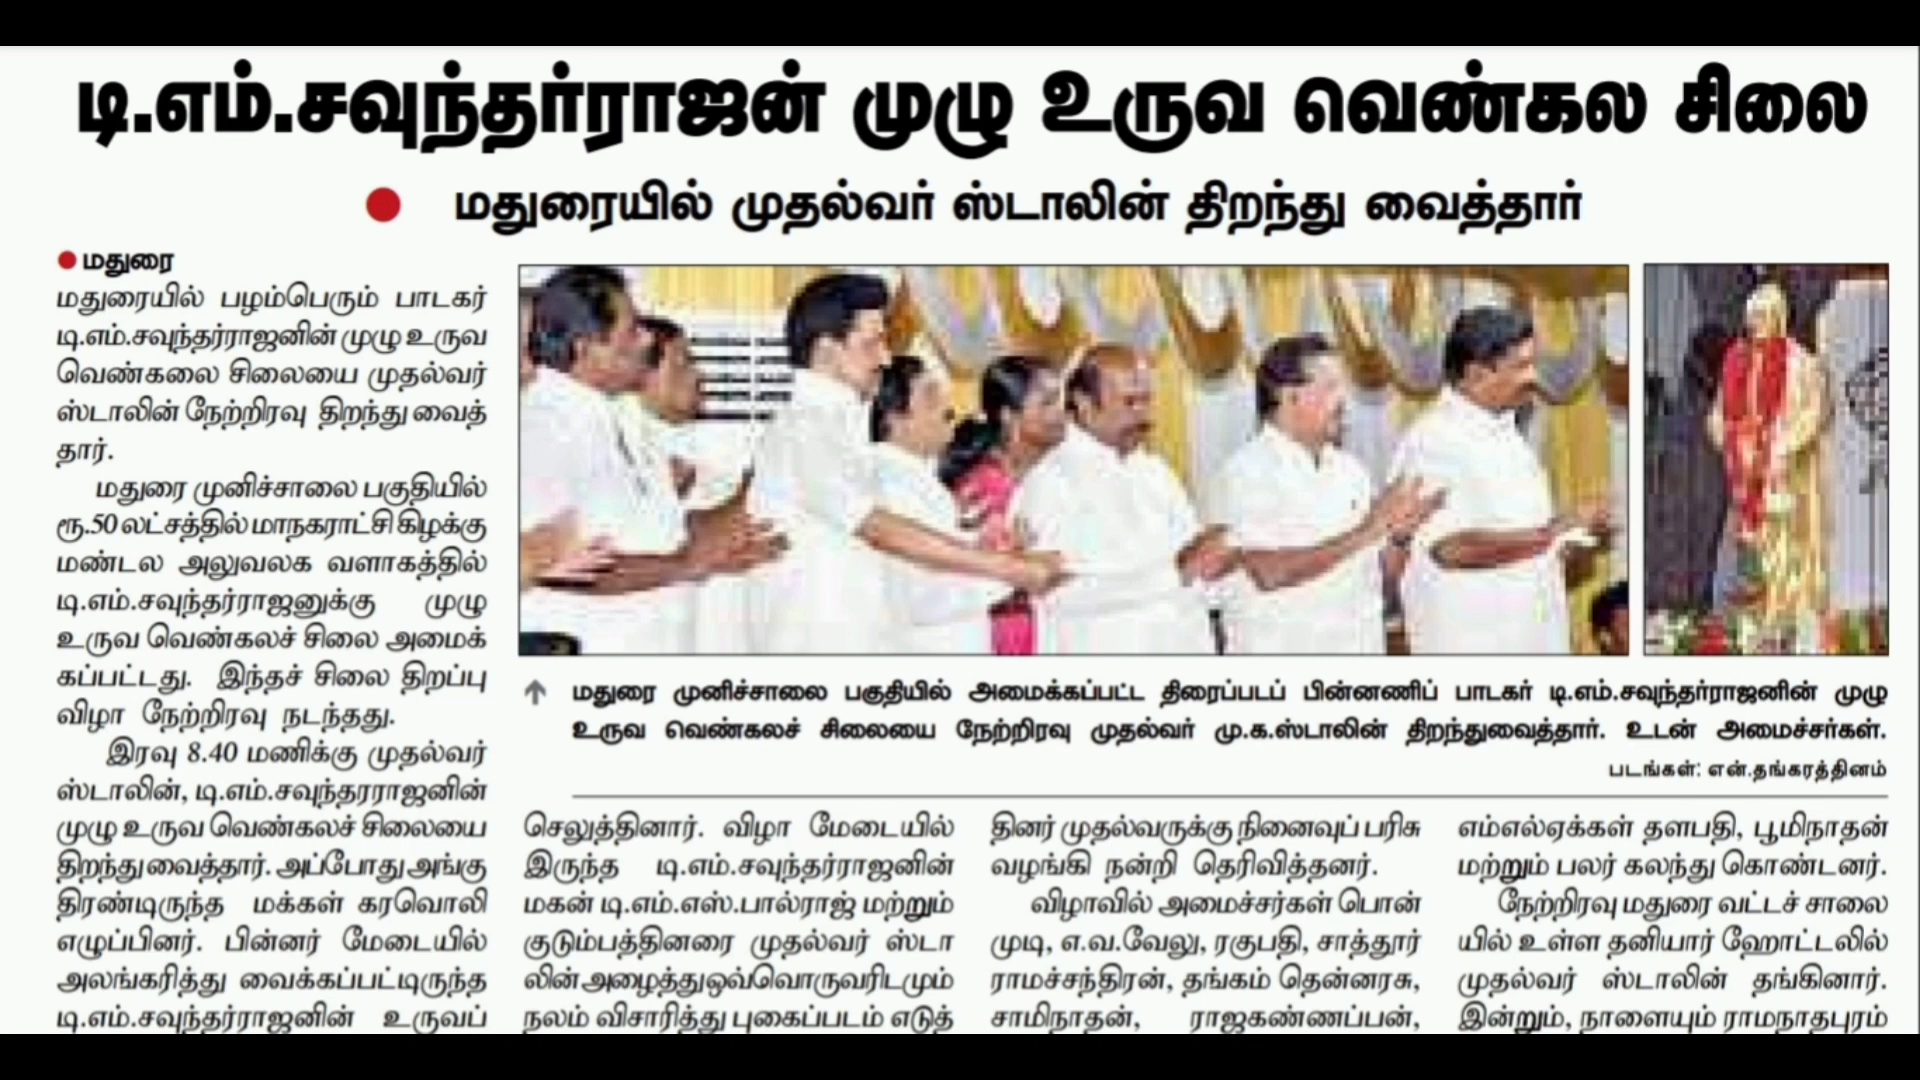 டி.எம்.சவுந்தர்ராஜன் முழு உருவ வெண்கல சிலை
மதுரையில் முதல்வர் ஸ்டாலின் திறந்து வைத்தார்
மதுரை
மதுரையில் பழம்பெரும் பாடகர்
டி.எம்.சவுந்தர்ராஜனின் முழு உருவ
வெண்கலை சிலையை முதல்வர்
ஸ்டாலின் நேற்றிரவு திறந்து வைத்
தார்.
மதுரை முனிச்சாலை பகுதியில்
ரூ.50 லட்சத்தில் மாநகராட்சி கிழக்கு
மண்டல அலுவலக வளாகத்தில்
டி.எம்.சவுந்தர்ராஜனுக்கு முழு
உருவ வெண்கலச் சிலை அமைக்
கப்பட்டது. இந்தச் சிலை திறப்பு
விழா நேற்றிரவு நடந்தது.
இரவு 8.40 மணிக்கு முதல்வர்
ஸ்டாலின், டி.எம்.சவுந்தரராஜனின்
முழு உருவ வெண்கலச் சிலையை
திறந்து வைத்தார். அப்போது அங்கு
திரண்டிருந்த மக்கள் கரவொலி
எழுப்பினர். பின்னர் மேடையில்
அலங்கரித்து வைக்கப்பட்டிருந்த
டி.எம்.சவுந்தர்ராஜனின் உருவப்
மதுரை முனிச்சாலை பகுதியில் அமைக்கப்பட்ட திரைப்படப் பின்னணிப் பாடகர் டி.எம்.சவுந்தர்ராஜனின் முழு
உருவ வெண்கலச் சிலையை நேற்றிரவு முதல்வர் மு.க.ஸ்டாலின் திறந்துவைத்தார். உடன் அமைச்சர்கள்.
படங்கள்: என்.தங்கரத்தினம்
செலுத்தினார். விழா மேடையில்
இருந்த டி.எம்.சவுந்தர்ராஜனின்
மகன் டி.எம்.எஸ்.பால்ராஜ் மற்றும்
குடும்பத்தினரை முதல்வர் ஸ்டா
லின் அழைத்து ஒவ்வொருவரிடமும்
நலம் விசாரித்து புகைப்படம் எடுத்
தினர் முதல்வருக்கு நினைவுப் பரிசு
வழங்கி நன்றி தெரிவித்தனர்.
விழாவில் அமைச்சர்கள் பொன்
முடி, எ.வ.வேலு, ரகுபதி, சாத்தூர்
ராமச்சந்திரன், தங்கம் தென்னரசு,
சாமிநாதன், ராஜகண்ணப்பன்,
எம்எல்ஏக்கள் தளபதி, பூமிநாதன்
மற்றும் பலர் கலந்து கொண்டனர்.
நேற்றிரவு மதுரை வட்டச் சாலை
யில் உள்ள தனியார் ஹோட்டலில்
முதல்வர் ஸ்டாலின் தங்கினார்.
இன்றும், நாளையும் ராமநாதபுரம்